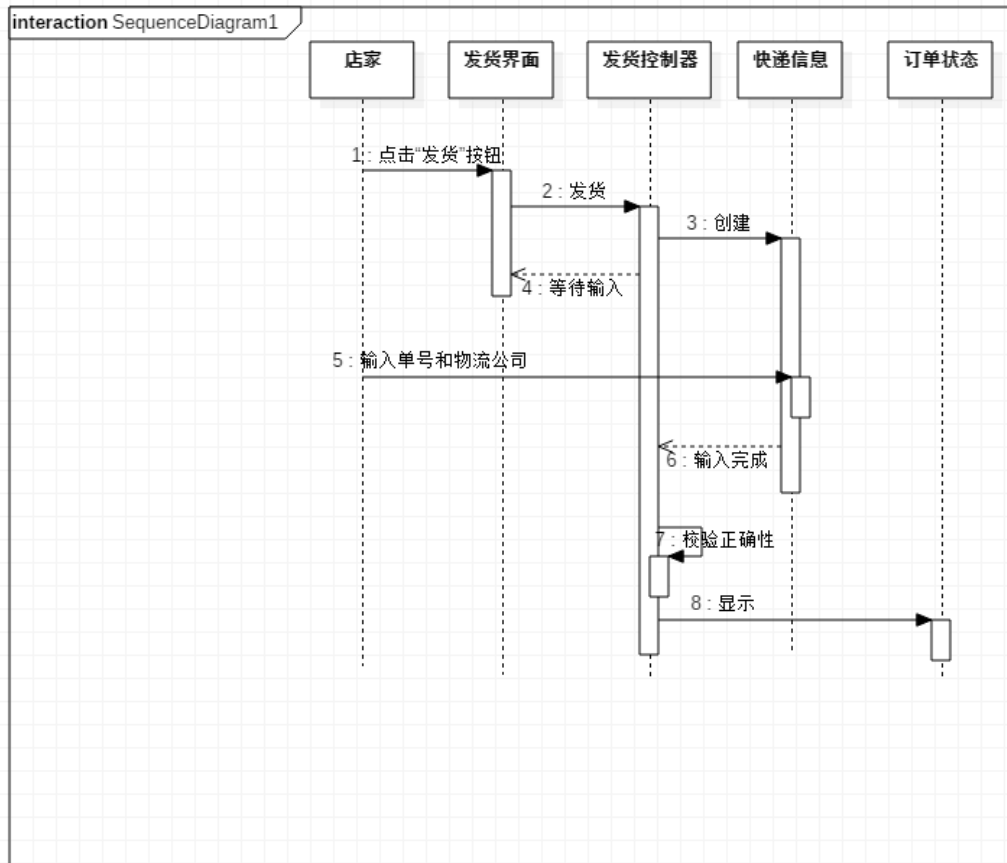 interaction SequenceDiagram1
店家
发货界面
发货控制器
快递信息
订单状态
1 : 点击“发货”按钮
2 : 发货
3 : 创建
4 : 等待输入
5 : 输入单号和物流公司
6 : 输入完成
7 : 校验正确性
8 : 显示